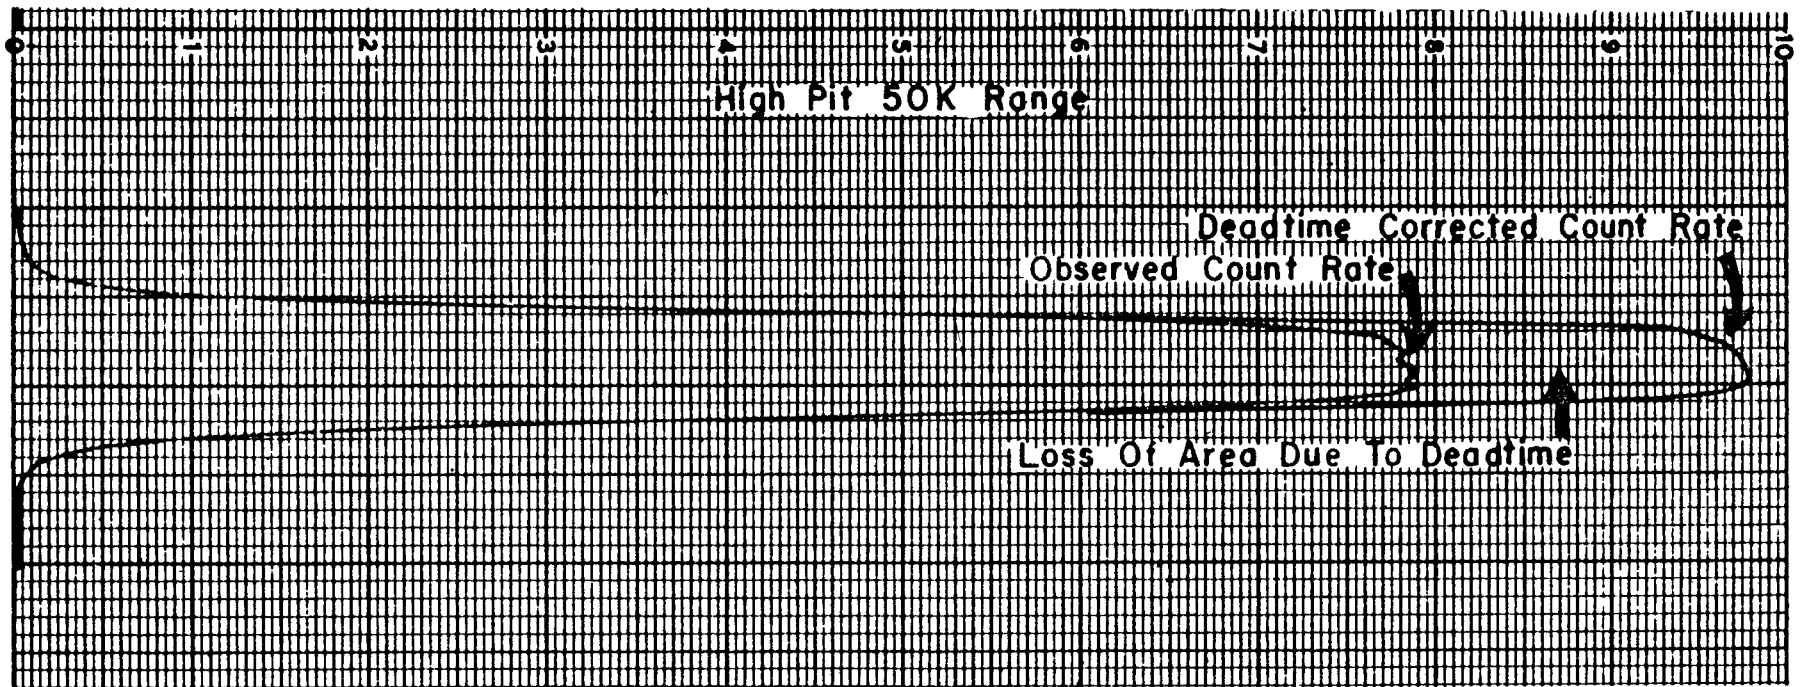 0 1 2 3 4 5 6 7 8 9 10
High Pit 50K Range
Deadtime Corrected Count Rate
Observed Count Rate
Loss Of Area Due To Deadtime